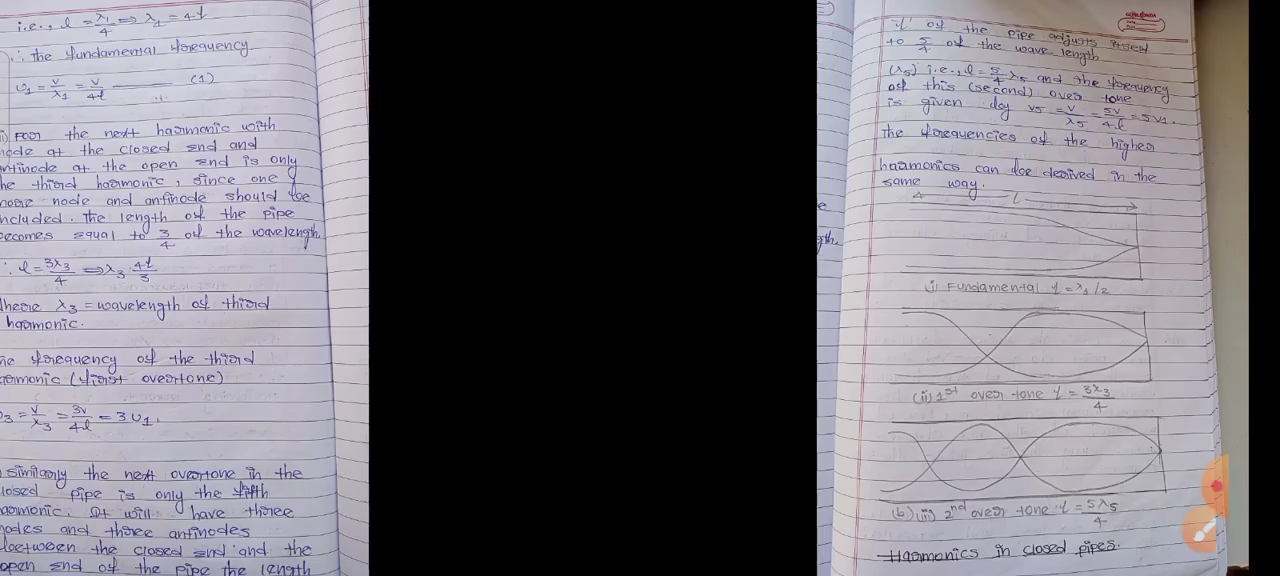 i.e., l = λ1/4 ⇒ λ1 = 4l
∴ the fundamental frequency
υ1 = v/λ1 = v/4l (1)
i) For the next harmonic with
node at the closed end and
antinode at the open end is only
the third harmonic, since one
more node and antinode should be
included. The length of the pipe
becomes equal to 3/4 of the wavelength.
∴ l = 3λ3/4 ⇒ λ3 4l/3
Where λ3 = wavelength of third
harmonic.
The frequency of the third
harmonic (first overtone)
υ3 = v/λ3 = 3v/4l = 3υ1.
Similarly the next overtone in the
closed pipe is only the fifth
harmonic. It will have three
nodes and three antinodes
between the closed end and the
open end of the pipe the length
'l' of the pipe adjusts
to 5/4 of the wave length
(λ5) i.e., l = 5/4 λ5 and the frequency
of this (second) over tone
is given by v5 = v/λ5 = 5v/4l = 5υ1.
The frequencies of the higher
harmonics can be derived in the
same way.
l
(i) Fundamental l = λ1/2
(ii) 1st over tone l = 3λ3/4
(b)(iii) 2nd over tone l = 5λ5/4
Harmonics in closed pipes.